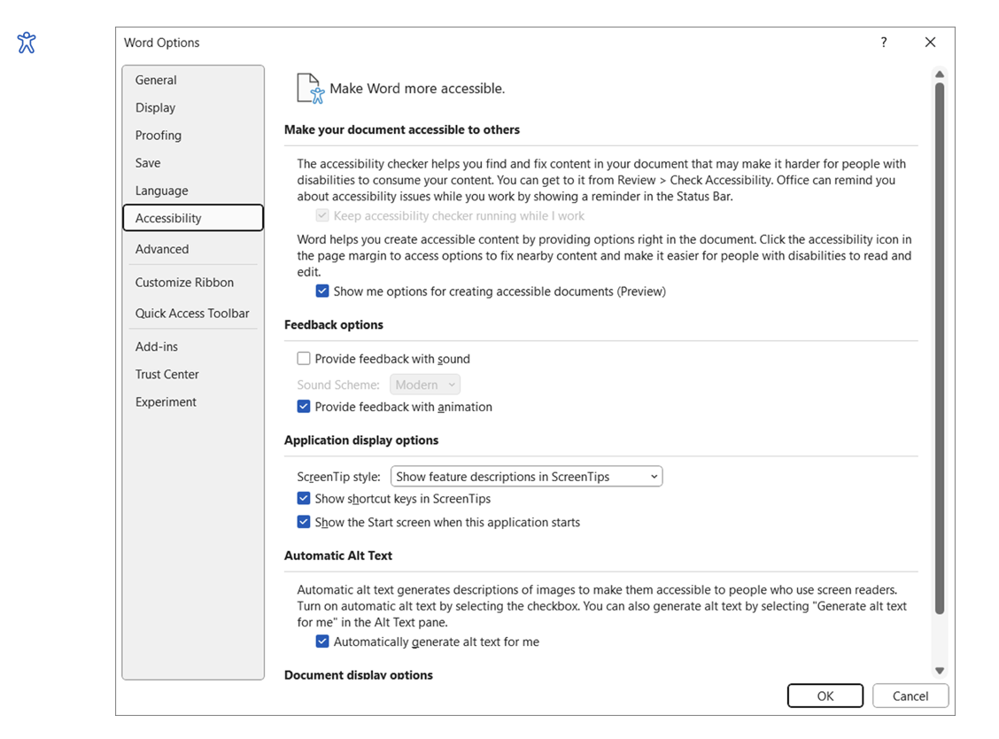 Word Options
?
General
Display
Proofing
Save
Language
Accessibility
Advanced
Customize Ribbon
Quick Access Toolbar
Add-ins
Trust Center
Experiment
Make Word more accessible.
Make your document accessible to others
The accessibility checker helps you find and fix content in your document that may make it harder for people with
disabilities to consume your content. You can get to it from Review > Check Accessibility. Office can remind you
about accessibility issues while you work by showing a reminder in the Status Bar.
Keep accessibility checker running while I work
Word helps you create accessible content by providing options right in the document. Click the accessibility icon in
the page margin to access options to fix nearby content and make it easier for people with disabilities to read and
edit.
Show me options for creating accessible documents (Preview)
Feedback options
Provide feedback with sound
Sound Scheme: Modern
Provide feedback with animation
Application display options
ScreenTip style: Show feature descriptions in ScreenTips
Show shortcut keys in ScreenTips
Show the Start screen when this application starts
Automatic Alt Text
Automatic alt text generates descriptions of images to make them accessible to people who use screen readers.
Turn on automatic alt text by selecting the checkbox. You can also generate alt text by selecting "Generate alt text
for me" in the Alt Text pane.
Automatically generate alt text for me
Document display options
OK
Cancel